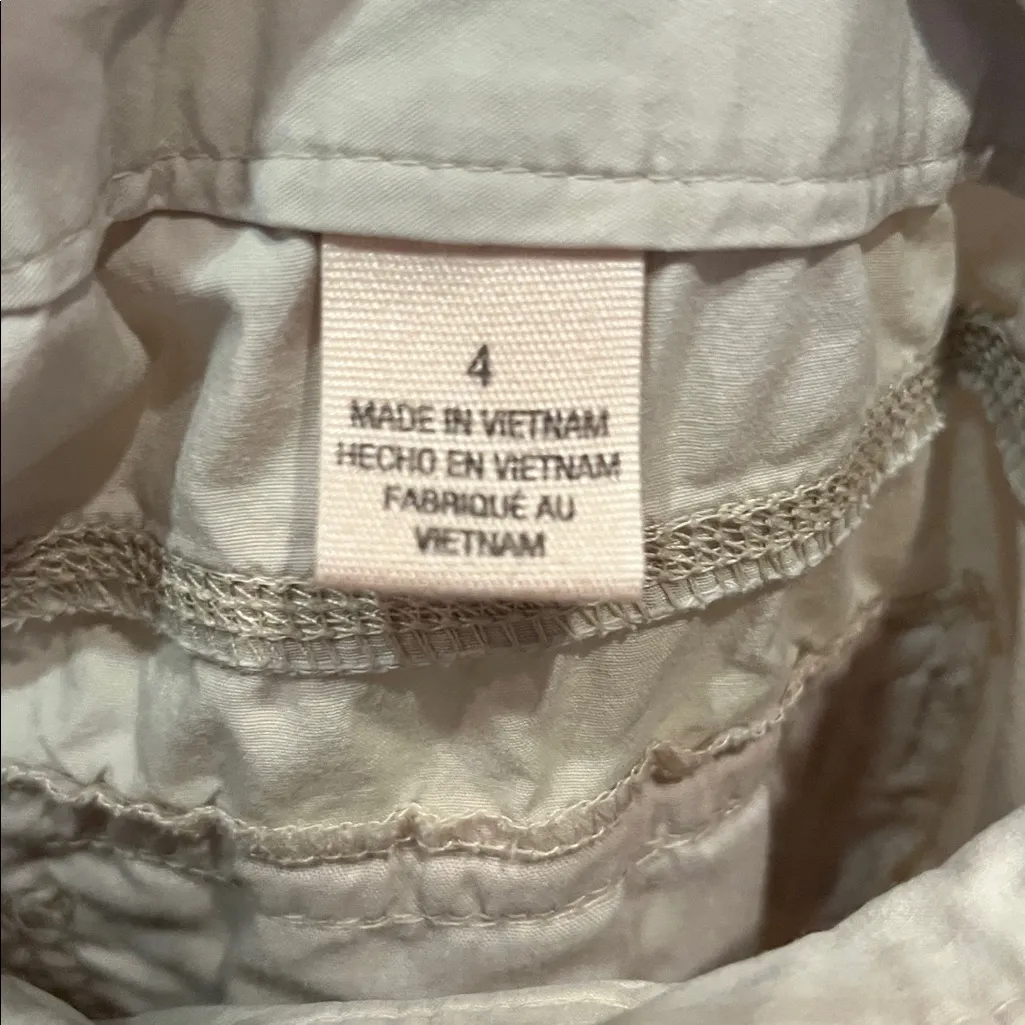 4
MADE IN VIETNAM
HECHO EN VIETNAM
FABRIQUÉ AU
VIETNAM